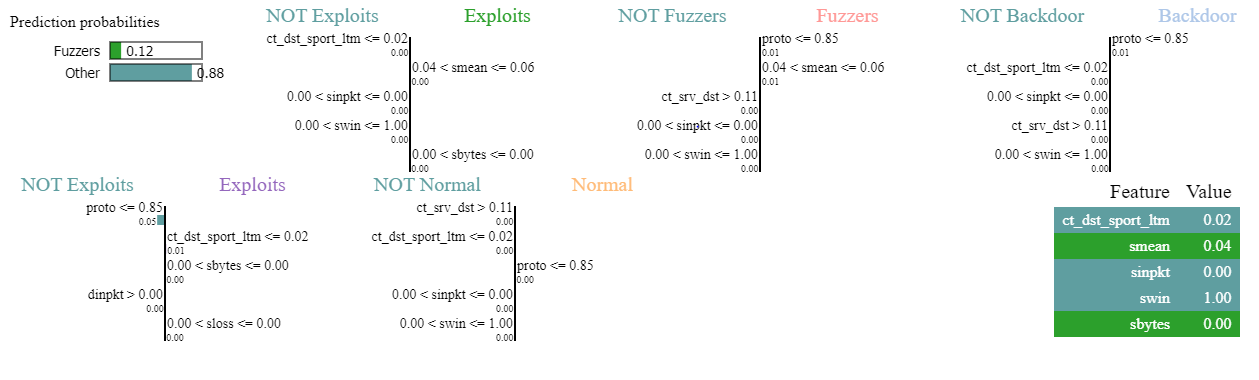 Prediction probabilities
Fuzzers 0.12
Other 0.88
NOT Exploits Exploits
ct_dst_sport_ltm <= 0.02
0.00
0.04 < smean <= 0.06
0.00
0.00 < sinpkt <= 0.00
0.00
0.00 < swin <= 1.00
0.00
0.00 < sbytes <= 0.00
0.00
NOT Fuzzers Fuzzers
proto <= 0.85
0.01
0.04 < smean <= 0.06
0.01
ct_srv_dst > 0.11
0.00
0.00 < sinpkt <= 0.00
0.00
0.00 < swin <= 1.00
0.00
NOT Backdoor Backdoor
proto <= 0.85
0.01
ct_dst_sport_ltm <= 0.02
0.00
0.00 < sinpkt <= 0.00
0.00
ct_srv_dst > 0.11
0.00
0.00 < swin <= 1.00
0.00
NOT Exploits Exploits
proto <= 0.85
0.05
ct_dst_sport_ltm <= 0.02
0.01
0.00 < sbytes <= 0.00
0.00
dinpkt > 0.00
0.00
0.00 < sloss <= 0.00
0.00
NOT Normal Normal
ct_srv_dst > 0.11
0.00
ct_dst_sport_ltm <= 0.02
0.00
proto <= 0.85
0.00
0.00 < sinpkt <= 0.00
0.00
0.00 < swin <= 1.00
0.00
Feature Value
ct_dst_sport_ltm 0.02
smean 0.04
sinpkt 0.00
swin 1.00
sbytes 0.00